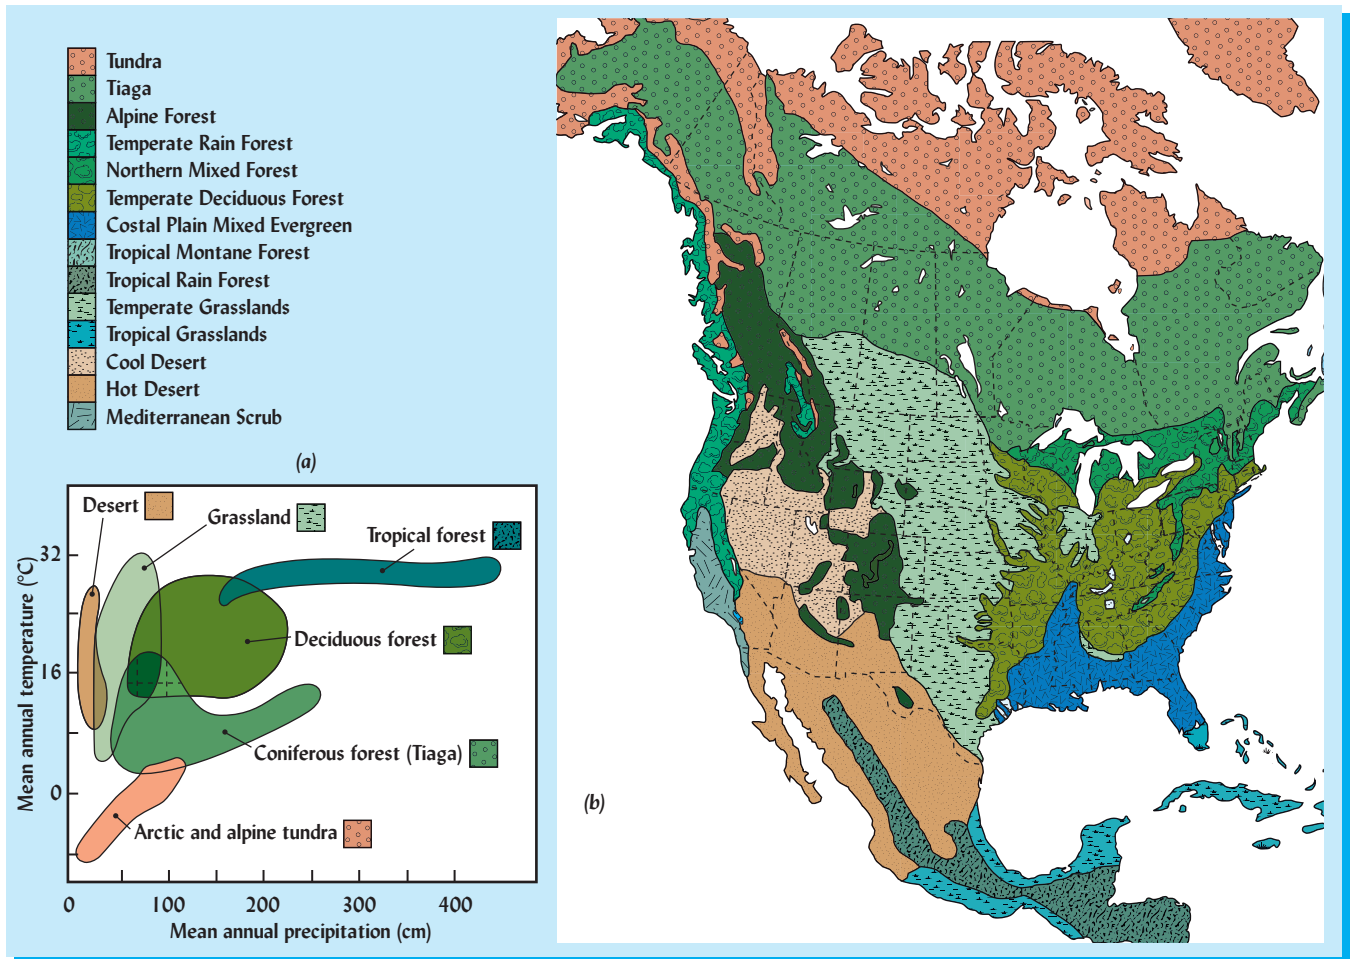 Tundra
Tiaga
Alpine Forest
Temperate Rain Forest
Northern Mixed Forest
Temperate Deciduous Forest
Costal Plain Mixed Evergreen
Tropical Montane Forest
Tropical Rain Forest
Temperate Grasslands
Tropical Grasslands
Cool Desert
Hot Desert
Mediterranean Scrub
(a)
Desert
Grassland
Tropical forest
Deciduous forest
Coniferous forest (Tiaga)
Arctic and alpine tundra
Mean annual temperature (°C)
32
16
0
0 100 200 300 400
Mean annual precipitation (cm)
(b)